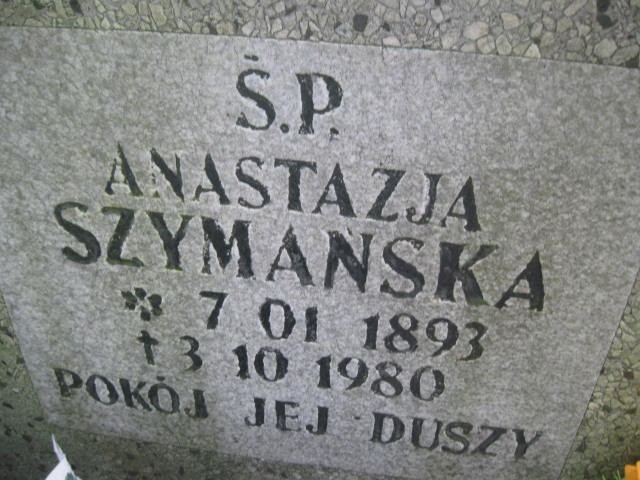 Ś.P.
ANASTAZJA
SZYMAŃSKA
* 7 01 1893
† 3 10 1980
POKÓJ JEJ DUSZY